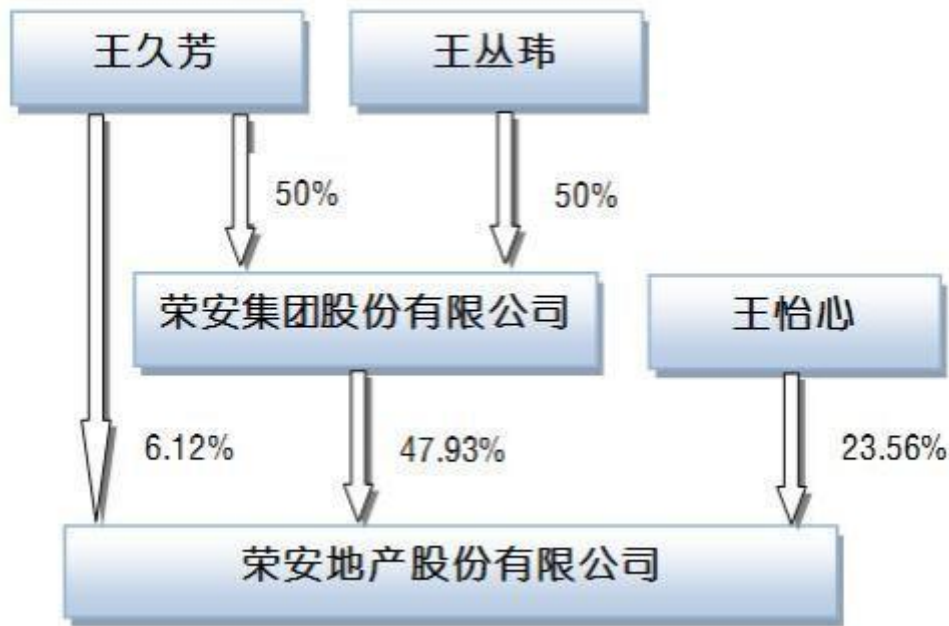 王久芳
王丛玮
50%
50%
荣安集团股份有限公司
王怡心
6.12%
47.93%
23.56%
荣安地产股份有限公司